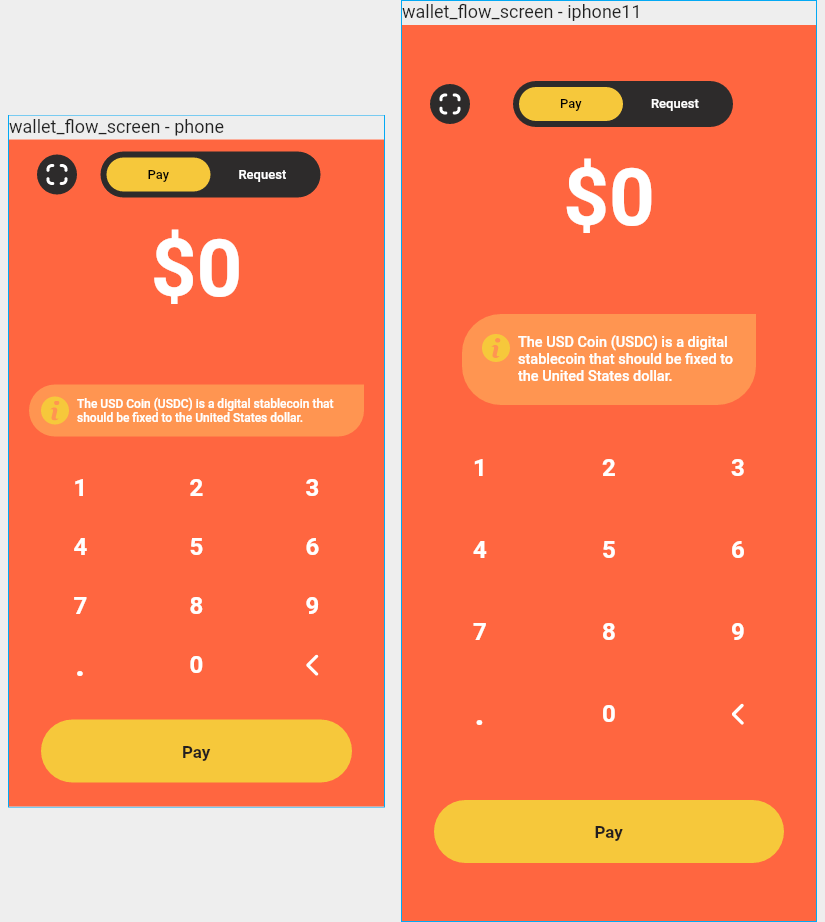 wallet_flow_screen - phone
Pay Request
$0
i
The USD Coin (USDC) is a digital stablecoin that
should be fixed to the United States dollar.
1 2 3
4 5 6
7 8 9
. 0
Pay
wallet_flow_screen - iphone11
Pay Request
$0
i
The USD Coin (USDC) is a digital
stablecoin that should be fixed to
the United States dollar.
1 2 3
4 5 6
7 8 9
. 0
Pay